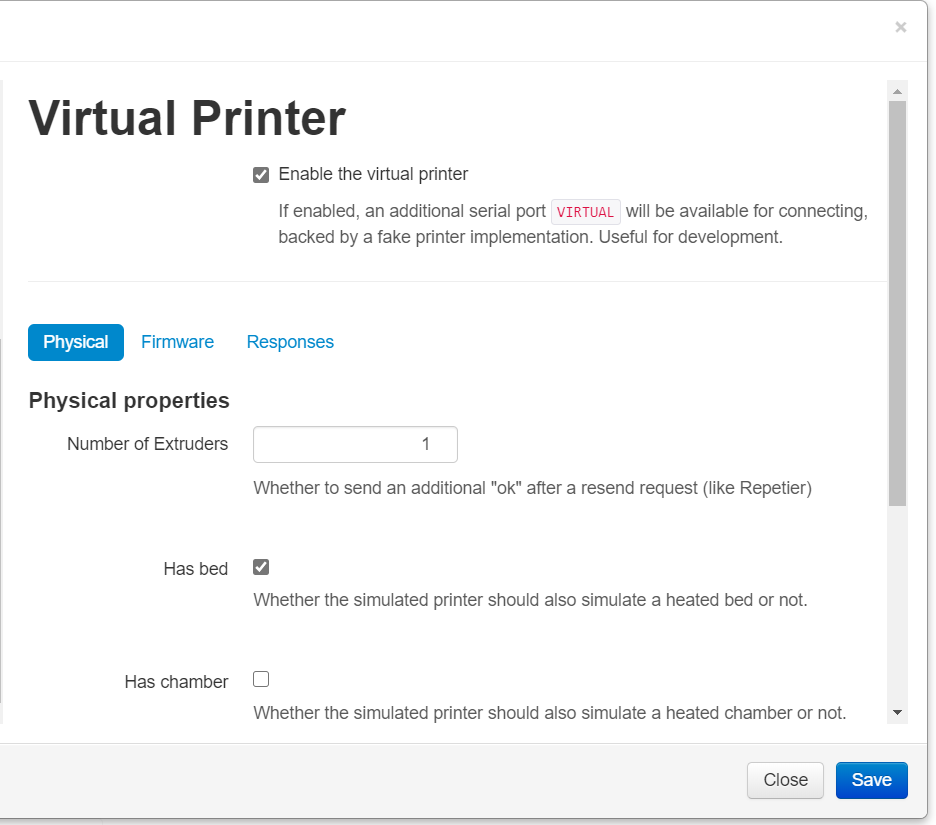 ×
Virtual Printer
Enable the virtual printer
If enabled, an additional serial port VIRTUAL will be available for connecting,
backed by a fake printer implementation. Useful for development.
Physical Firmware Responses
Physical properties
Number of Extruders 1
Whether to send an additional "ok" after a resend request (like Repetier)
Has bed
Whether the simulated printer should also simulate a heated bed or not.
Has chamber
Whether the simulated printer should also simulate a heated chamber or not.
Close Save